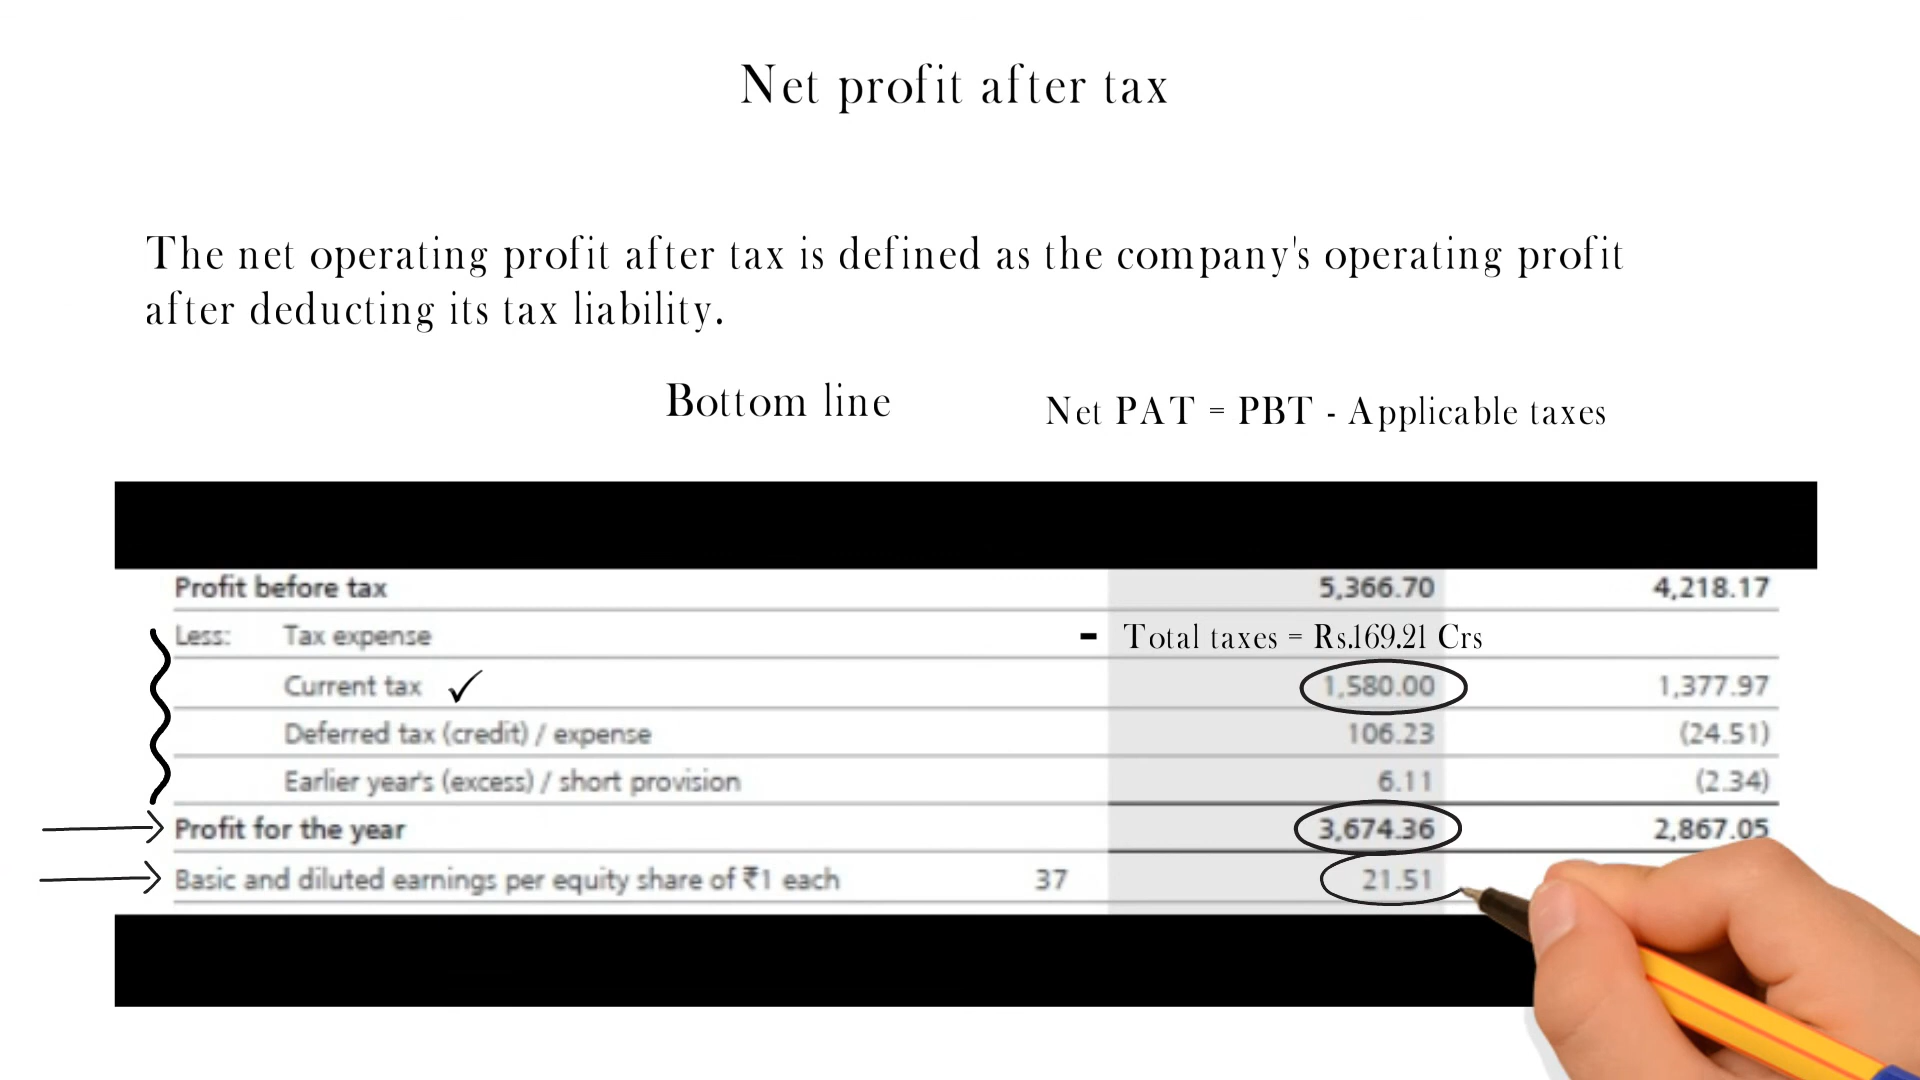 Net profit after tax
The net operating profit after tax is defined as the company's operating profit
after deducting its tax liability.
Bottom line
Net PAT = PBT - Applicable taxes
Profit before tax 5,366.70 4,218.17
Less: Tax expense - Total taxes = Rs.169.21 Crs
Current tax ✓ 1,580.00 1,377.97
Deferred tax (credit) / expense 106.23 (24.51)
Earlier year's (excess) / short provision 6.11 (2.34)
Profit for the year 3,674.36 2,867.05
Basic and diluted earnings per equity share of ₹1 each 37 21.51